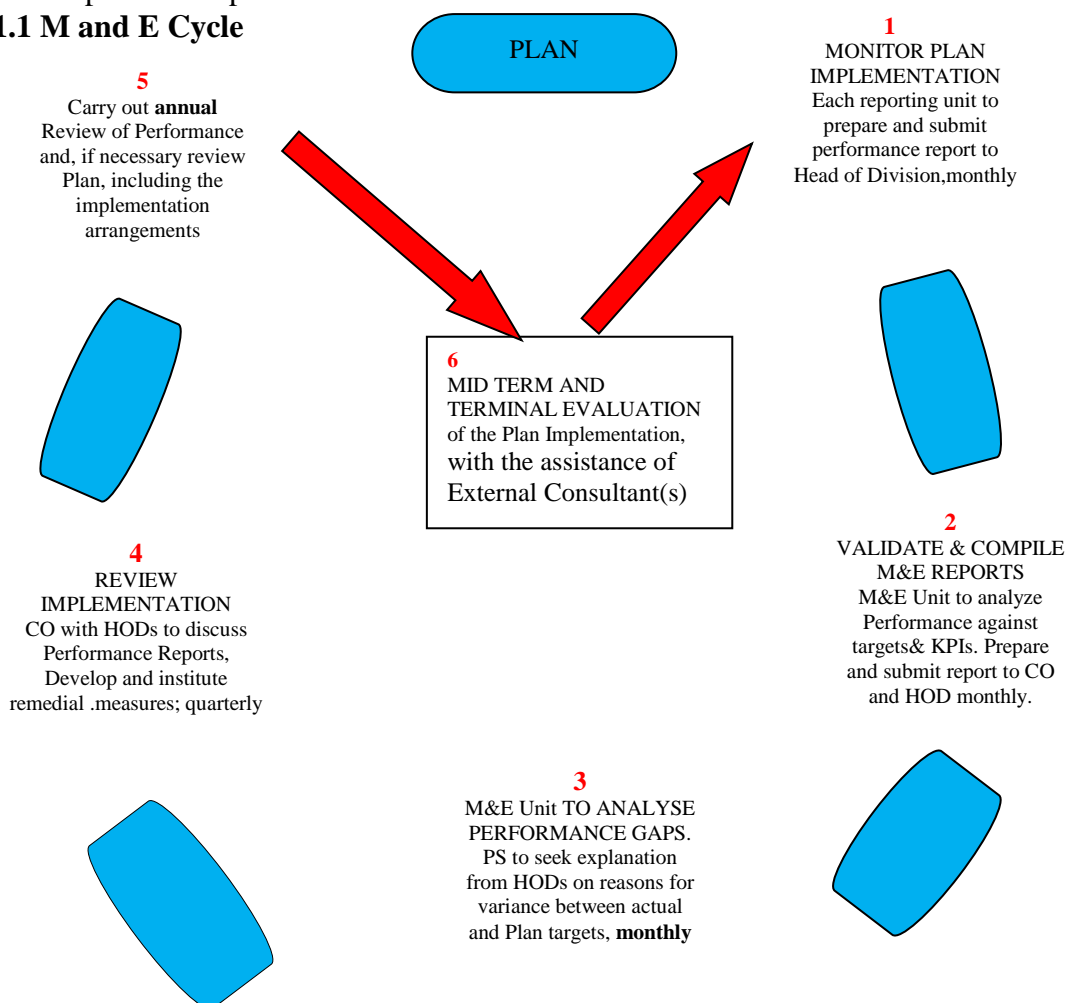 1.1 M and E Cycle
PLAN
1
MONITOR PLAN
IMPLEMENTATION
Each reporting unit to
prepare and submit
performance report to
Head of Division,monthly
2
VALIDATE & COMPILE
M&E REPORTS
M&E Unit to analyze
Performance against
targets& KPIs. Prepare
and submit report to CO
and HOD monthly.
3
M&E Unit TO ANALYSE
PERFORMANCE GAPS.
PS to seek explanation
from HODs on reasons for
variance between actual
and Plan targets, monthly
4
REVIEW
IMPLEMENTATION
CO with HODs to discuss
Performance Reports,
Develop and institute
remedial .measures; quarterly
5
Carry out annual
Review of Performance
and, if necessary review
Plan, including the
implementation
arrangements
6
MID TERM AND
TERMINAL EVALUATION
of the Plan Implementation,
with the assistance of
External Consultant(s)